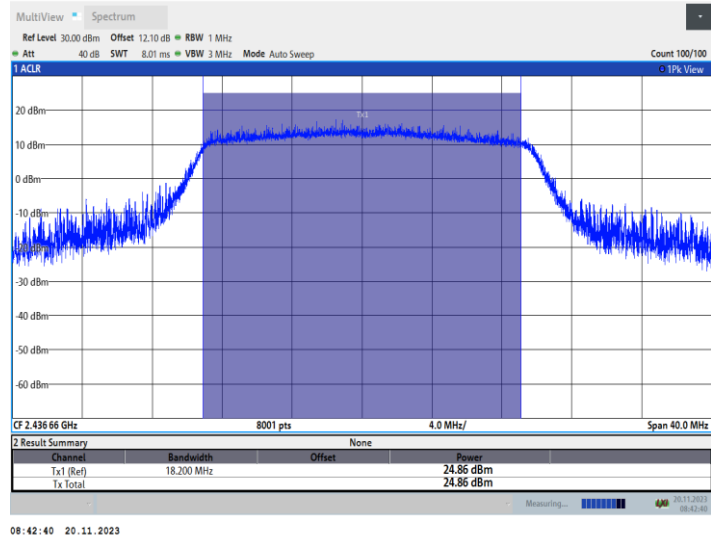 MultiView Spectrum
Ref Level 30.00 dBm Offset 12.10 dB RBW 1 MHz
Att 40 dB SWT 8.01 ms VBW 3 MHz Mode Auto Sweep Count 100/100
1 ACLR 1Pk View
Tx1
20 dBm
10 dBm
0 dBm
-10 dBm
-30 dBm
-40 dBm
-50 dBm
-60 dBm
CF 2.436 66 GHz 8001 pts 4.0 MHz/ Span 40.0 MHz
2 Result Summary None
Channel Bandwidth Offset Power
Tx1 (Ref) 18.200 MHz 24.86 dBm
Tx Total 24.86 dBm
Measuring... 20.11.2023
08:42:40
08:42:40 20.11.2023